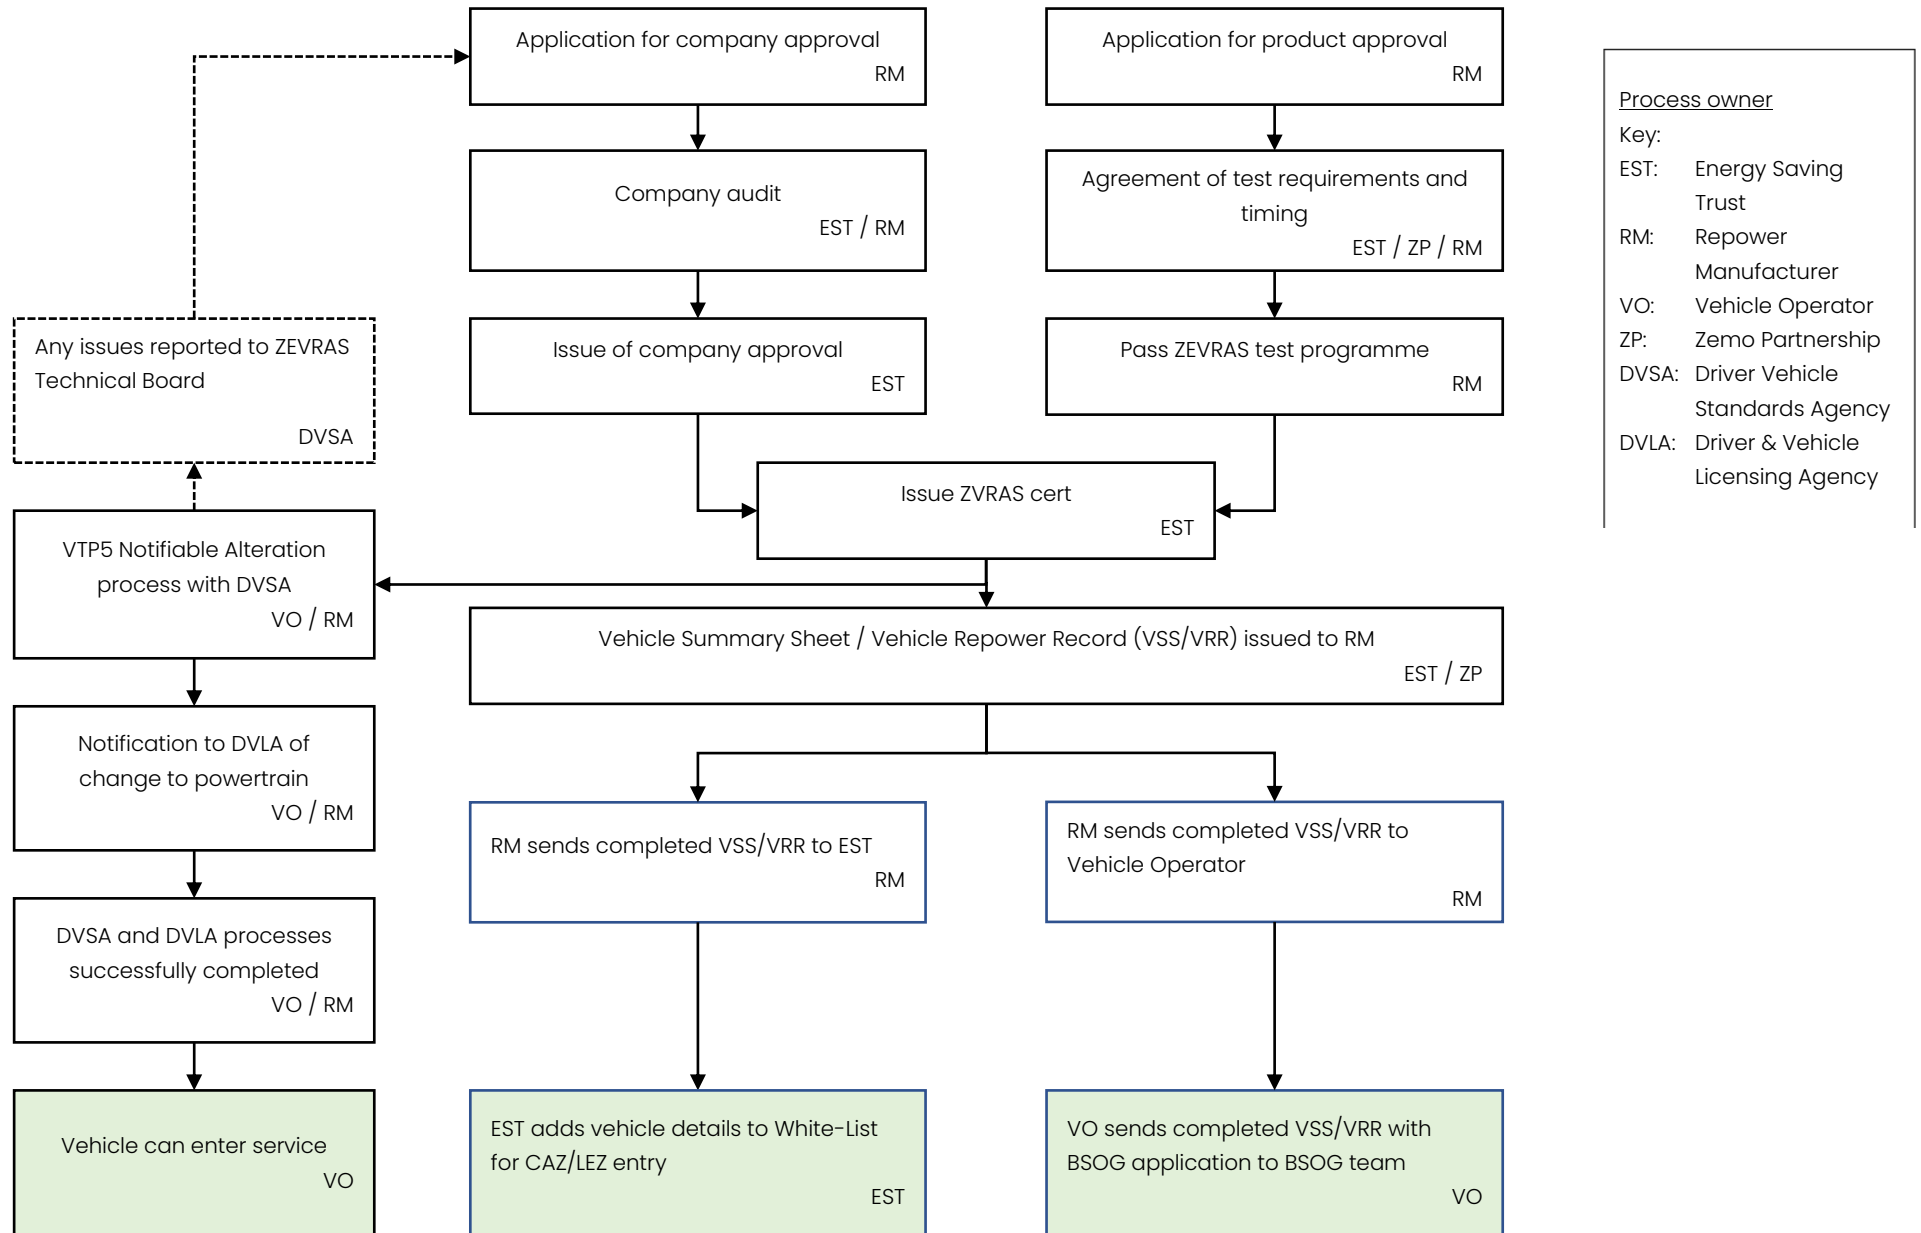 Application for company approval
RM
Application for product approval
RM
Process owner
Key:
EST: Energy Saving
Trust
RM: Repower
Manufacturer
VO: Vehicle Operator
ZP: Zemo Partnership
DVSA: Driver Vehicle
Standards Agency
DVLA: Driver & Vehicle
Licensing Agency
Company audit
EST / RM
Agreement of test requirements and
timing
EST / ZP / RM
Any issues reported to ZEVRAS
Technical Board
DVSA
Issue of company approval
EST
Pass ZEVRAS test programme
RM
Issue ZVRAS cert
EST
VTP5 Notifiable Alteration
process with DVSA
VO / RM
Vehicle Summary Sheet / Vehicle Repower Record (VSS/VRR) issued to RM
EST / ZP
Notification to DVLA of
change to powertrain
VO / RM
RM sends completed VSS/VRR to EST
RM
RM sends completed VSS/VRR to
Vehicle Operator
RM
DVSA and DVLA processes
successfully completed
VO / RM
Vehicle can enter service
VO
EST adds vehicle details to White-List
for CAZ/LEZ entry
EST
VO sends completed VSS/VRR with
BSOG application to BSOG team
VO